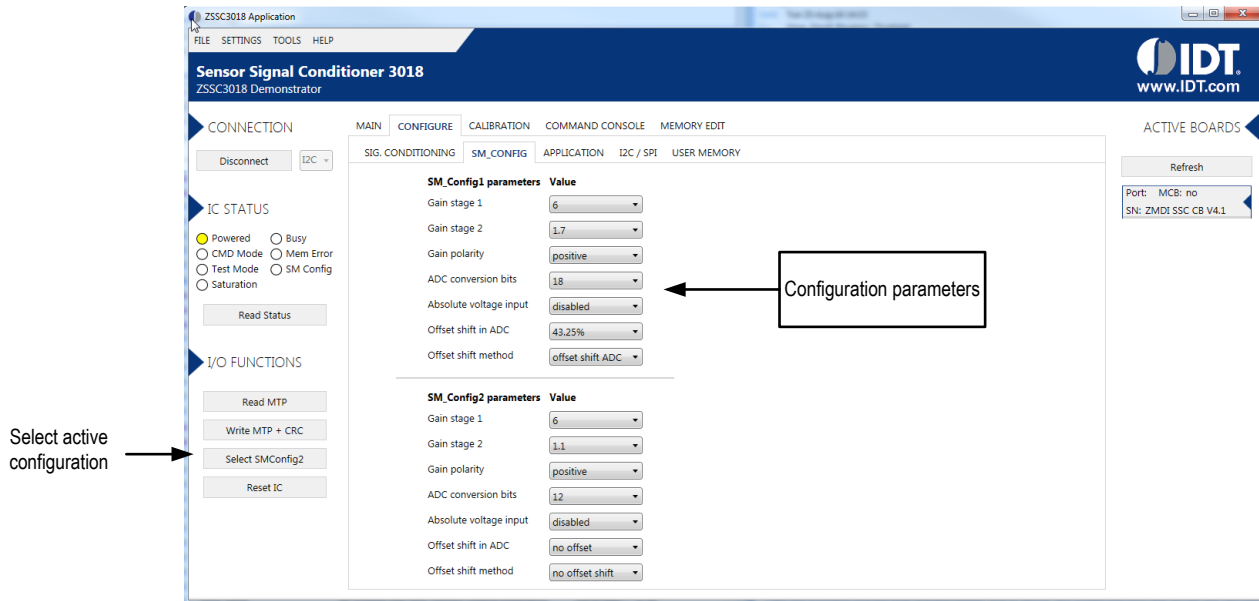 ZSSC3018 Application
FILE SETTINGS TOOLS HELP
Sensor Signal Conditioner 3018
ZSSC3018 Demonstrator
IDT®
www.IDT.com
CONNECTION
Disconnect I2C
IC STATUS
Powered Busy
CMD Mode Mem Error
Test Mode SM Config
Saturation
Read Status
I/O FUNCTIONS
Read MTP
Write MTP + CRC
Select SMConfig2
Reset IC
Select active
configuration
MAIN CONFIGURE CALIBRATION COMMAND CONSOLE MEMORY EDIT
SIG. CONDITIONING SM_CONFIG APPLICATION I2C / SPI USER MEMORY
SM_Config1 parameters Value
Gain stage 1 6
Gain stage 2 1.7
Gain polarity positive
ADC conversion bits 18
Absolute voltage input disabled
Offset shift in ADC 43.25%
Offset shift method offset shift ADC
SM_Config2 parameters Value
Gain stage 1 6
Gain stage 2 1.1
Gain polarity positive
ADC conversion bits 12
Absolute voltage input disabled
Offset shift in ADC no offset
Offset shift method no offset shift
Configuration parameters
ACTIVE BOARDS
Refresh
Port: MCB: no
SN: ZMDI SSC CB V4.1